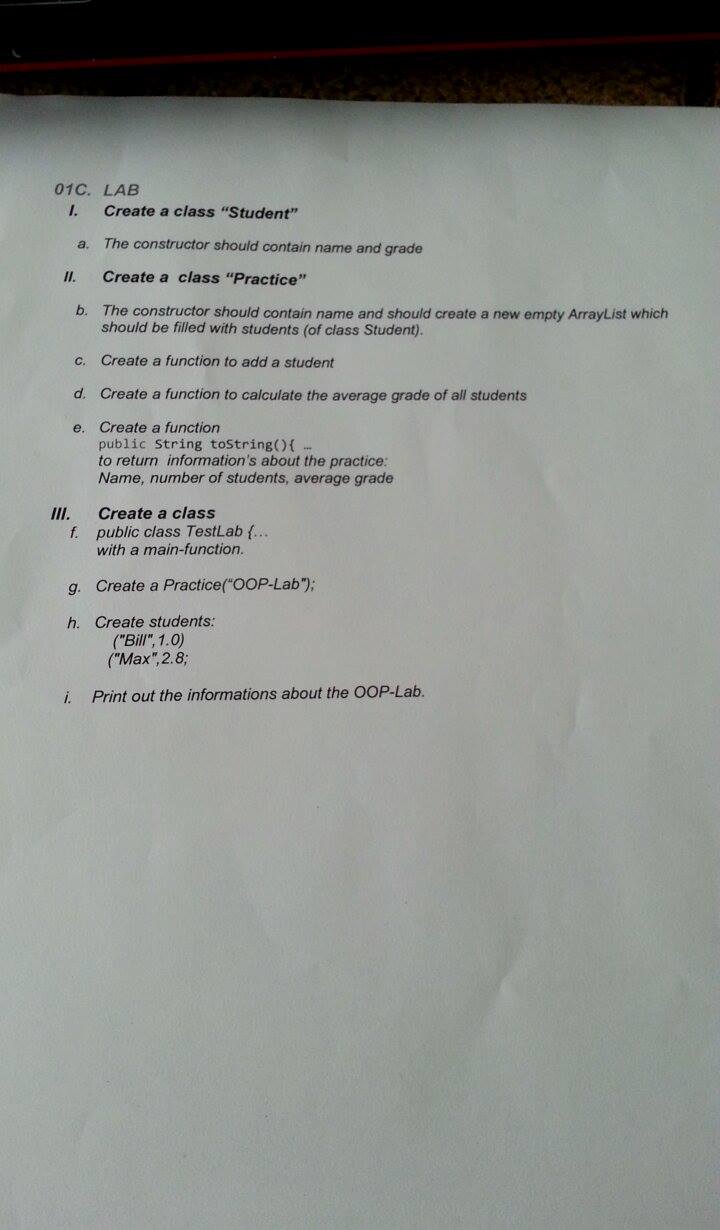 01C. LAB
I. Create a class “Student”
a. The constructor should contain name and grade
II. Create a class “Practice”
b. The constructor should contain name and should create a new empty ArrayList which
should be filled with students (of class Student).
c. Create a function to add a student
d. Create a function to calculate the average grade of all students
e. Create a function
public String toString(){ …
to return information's about the practice:
Name, number of students, average grade
III. Create a class
f. public class TestLab {…
with a main-function.
g. Create a Practice(“OOP-Lab");
h. Create students:
("Bill",1.0)
("Max",2.8;
i. Print out the informations about the OOP-Lab.